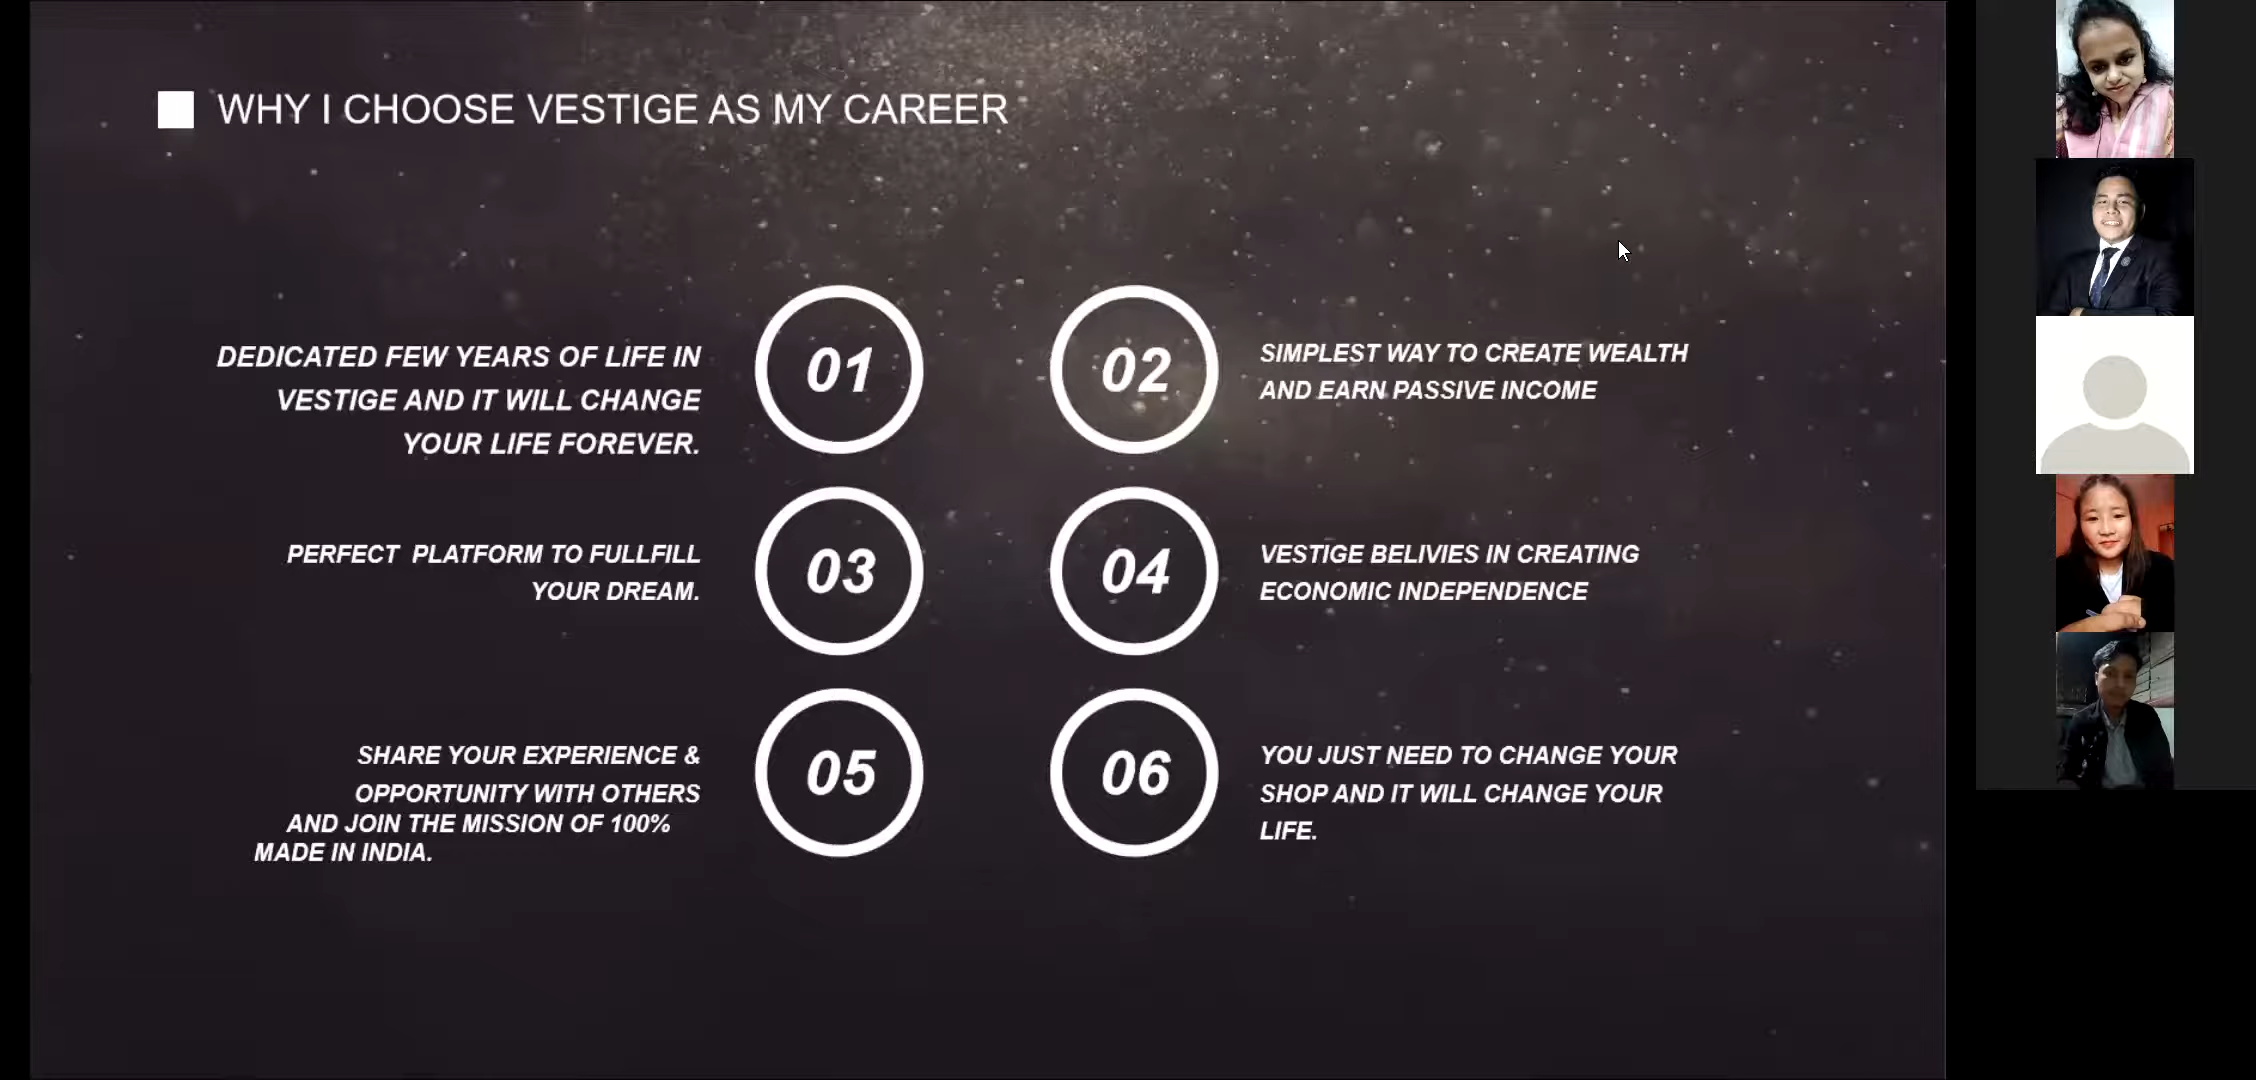 WHY I CHOOSE VESTIGE AS MY CAREER
DEDICATED FEW YEARS OF LIFE IN
VESTIGE AND IT WILL CHANGE
YOUR LIFE FOREVER.
01
02
SIMPLEST WAY TO CREATE WEALTH
AND EARN PASSIVE INCOME
PERFECT PLATFORM TO FULLFILL
YOUR DREAM.
03
04
VESTIGE BELIVIES IN CREATING
ECONOMIC INDEPENDENCE
SHARE YOUR EXPERIENCE &
OPPORTUNITY WITH OTHERS
AND JOIN THE MISSION OF 100%
MADE IN INDIA.
05
06
YOU JUST NEED TO CHANGE YOUR
SHOP AND IT WILL CHANGE YOUR
LIFE.